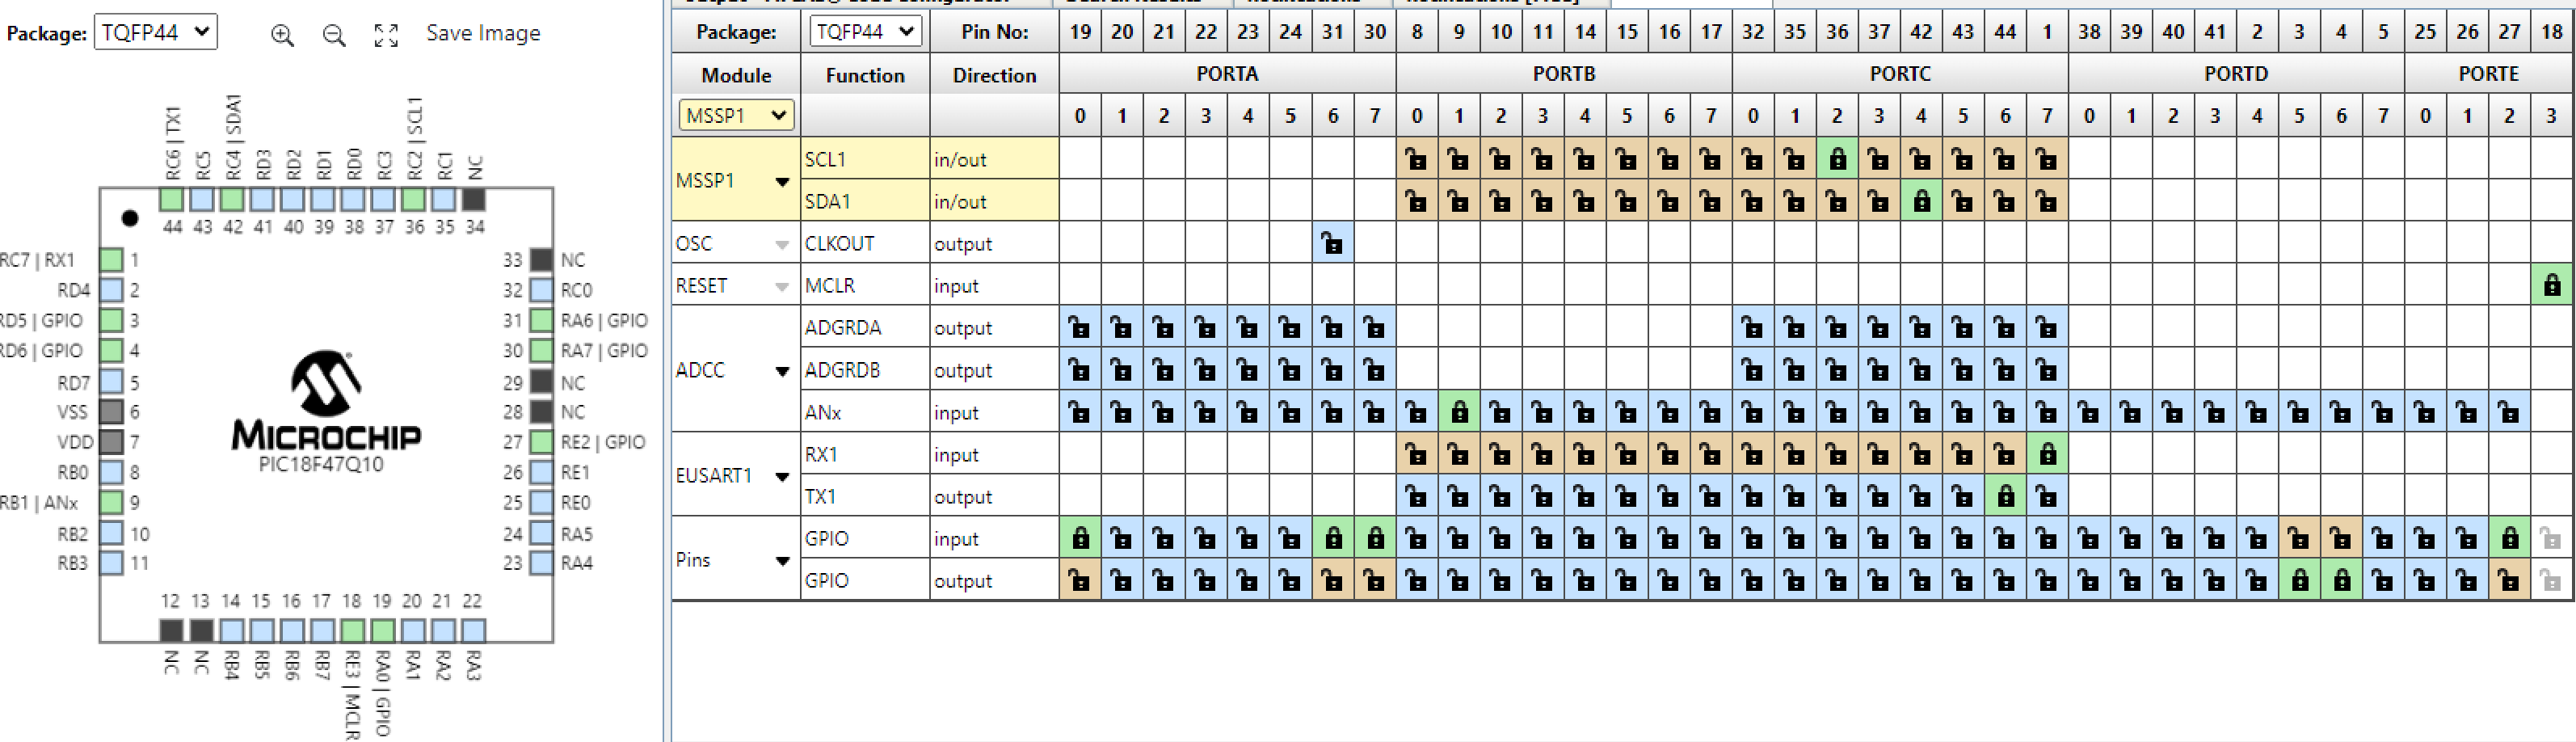 Package: TQFP44 Save Image
RC6 | TX1
RC5
RC4 | SDA1
RD3
RD2
RD1
RD0
RC3
RC2 | SCL1
RC1
NC
44 43 42 41 40 39 38 37 36 35 34
RC7 | RX1 1
RD4 2
RD5 | GPIO 3
RD6 | GPIO 4
RD7 5
VSS 6
VDD 7
RB0 8
RB1 | ANx 9
RB2 10
RB3 11
MICROCHIP
PIC18F47Q10
33 NC
32 RC0
31 RA6 | GPIO
30 RA7 | GPIO
29 NC
28 NC
27 RE2 | GPIO
26 RE1
25 RE0
24 RA5
23 RA4
12 13 14 15 16 17 18 19 20 21 22
NC
NC
RB4
RB5
RB6
RB7
RE3 | MCLR
RA0 | GPIO
RA1
RA2
RA3
Package: TQFP44 Pin No: 19 20 21 22 23 24 31 30 8 9 10 11 14 15 16 17 32 35 36 37 42 43 44 1 38 39 40 41 2 3 4 5 25 26 27 18
Module Function Direction PORTA PORTB PORTC PORTD PORTE
MSSP1 0 1 2 3 4 5 6 7 0 1 2 3 4 5 6 7 0 1 2 3 4 5 6 7 0 1 2 3 4 5 6 7 0 1 2 3
MSSP1 SCL1 in/out
SDA1 in/out
OSC CLKOUT output
RESET MCLR input
ADCC ADGRDA output
ADGRDB output
ANx input
EUSART1 RX1 input
TX1 output
Pins GPIO input
GPIO output